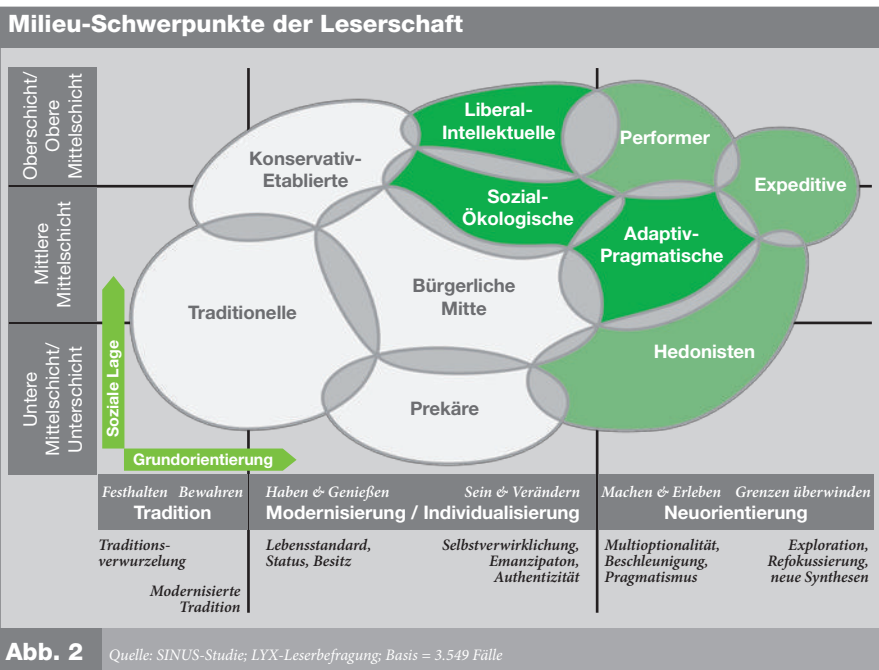 Milieu-Schwerpunkte der Leserschaft
Oberschicht/
Obere
Mittelschicht
Mittlere
Mittelschicht
Untere
Mittelschicht/
Unterschicht
Soziale Lage
Grundorientierung
Konservativ-
Etablierte
Liberal-
Intellektuelle
Performer
Expeditive
Sozial-
Ökologische
Adaptiv-
Pragmatische
Traditionelle
Bürgerliche
Mitte
Hedonisten
Prekäre
Festhalten Bewahren
Tradition
Haben & Genießen Sein & Verändern
Modernisierung / Individualisierung
Machen & Erleben Grenzen überwinden
Neuorientierung
Traditions-
verwurzelung
Modernisierte
Tradition
Lebensstandard,
Status, Besitz
Selbstverwirklichung,
Emanzipaton,
Authentizität
Multioptionalität,
Beschleunigung,
Pragmatismus
Exploration,
Refokussierung,
neue Synthesen
Abb. 2 Quelle: SINUS-Studie; LYX-Leserbefragung; Basis = 3.549 Fälle